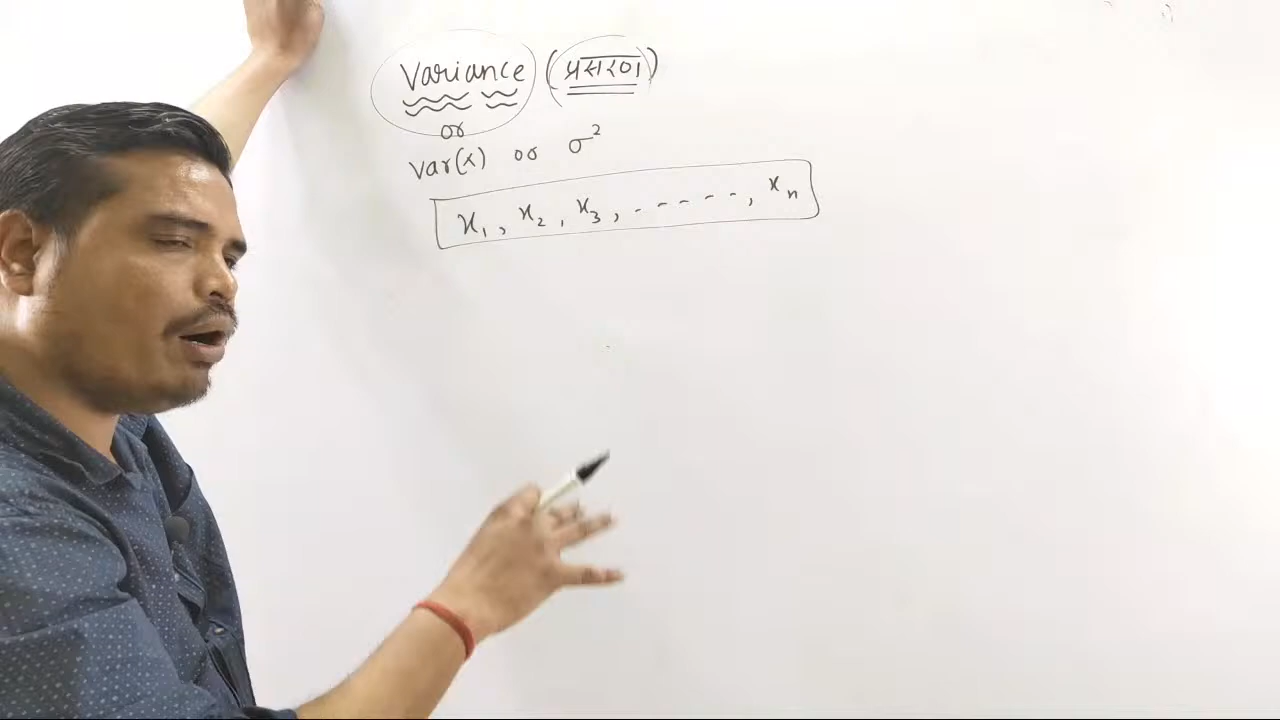 Variance (प्रसरण)
or
var(x) or σ²
x₁, x₂, x₃, ------, xₙ